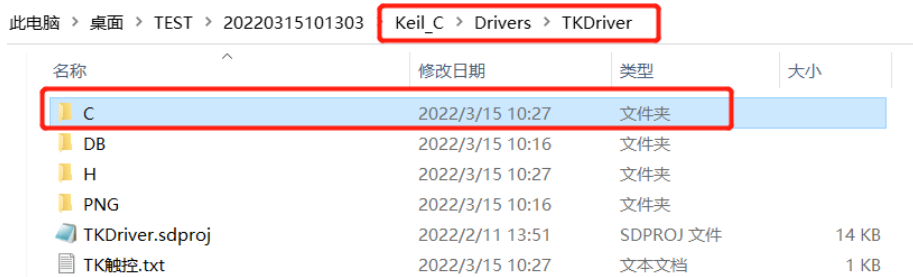 此电脑 > 桌面 > TEST > 20220315101303 > Keil_C > Drivers > TKDriver
名称 修改日期 类型 大小
C 2022/3/15 10:27 文件夹
DB 2022/3/15 10:16 文件夹
H 2022/3/15 10:27 文件夹
PNG 2022/3/15 10:16 文件夹
TKDriver.sdproj 2022/2/11 13:51 SDPROJ 文件 14 KB
TK触控.txt 2022/3/15 10:27 文本文档 1 KB